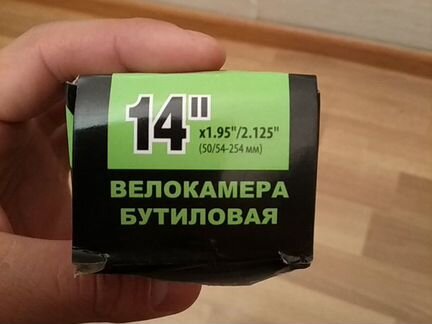 14"
x1.95"/2.125"
(50/54-254 мм)
ВЕЛОКАМЕРА
БУТИЛОВАЯ